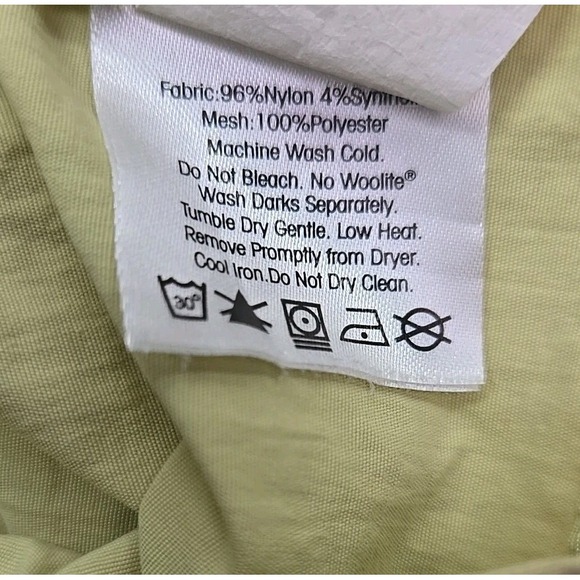 Fabric:96%Nylon 4%
Mesh:100%Polyester
Machine Wash Cold.
Do Not Bleach. No Woolite®
Wash Darks Separately.
Tumble Dry Gentle. Low Heat.
Remove Promptly from Dryer.
Cool Iron.Do Not Dry Clean.
30°